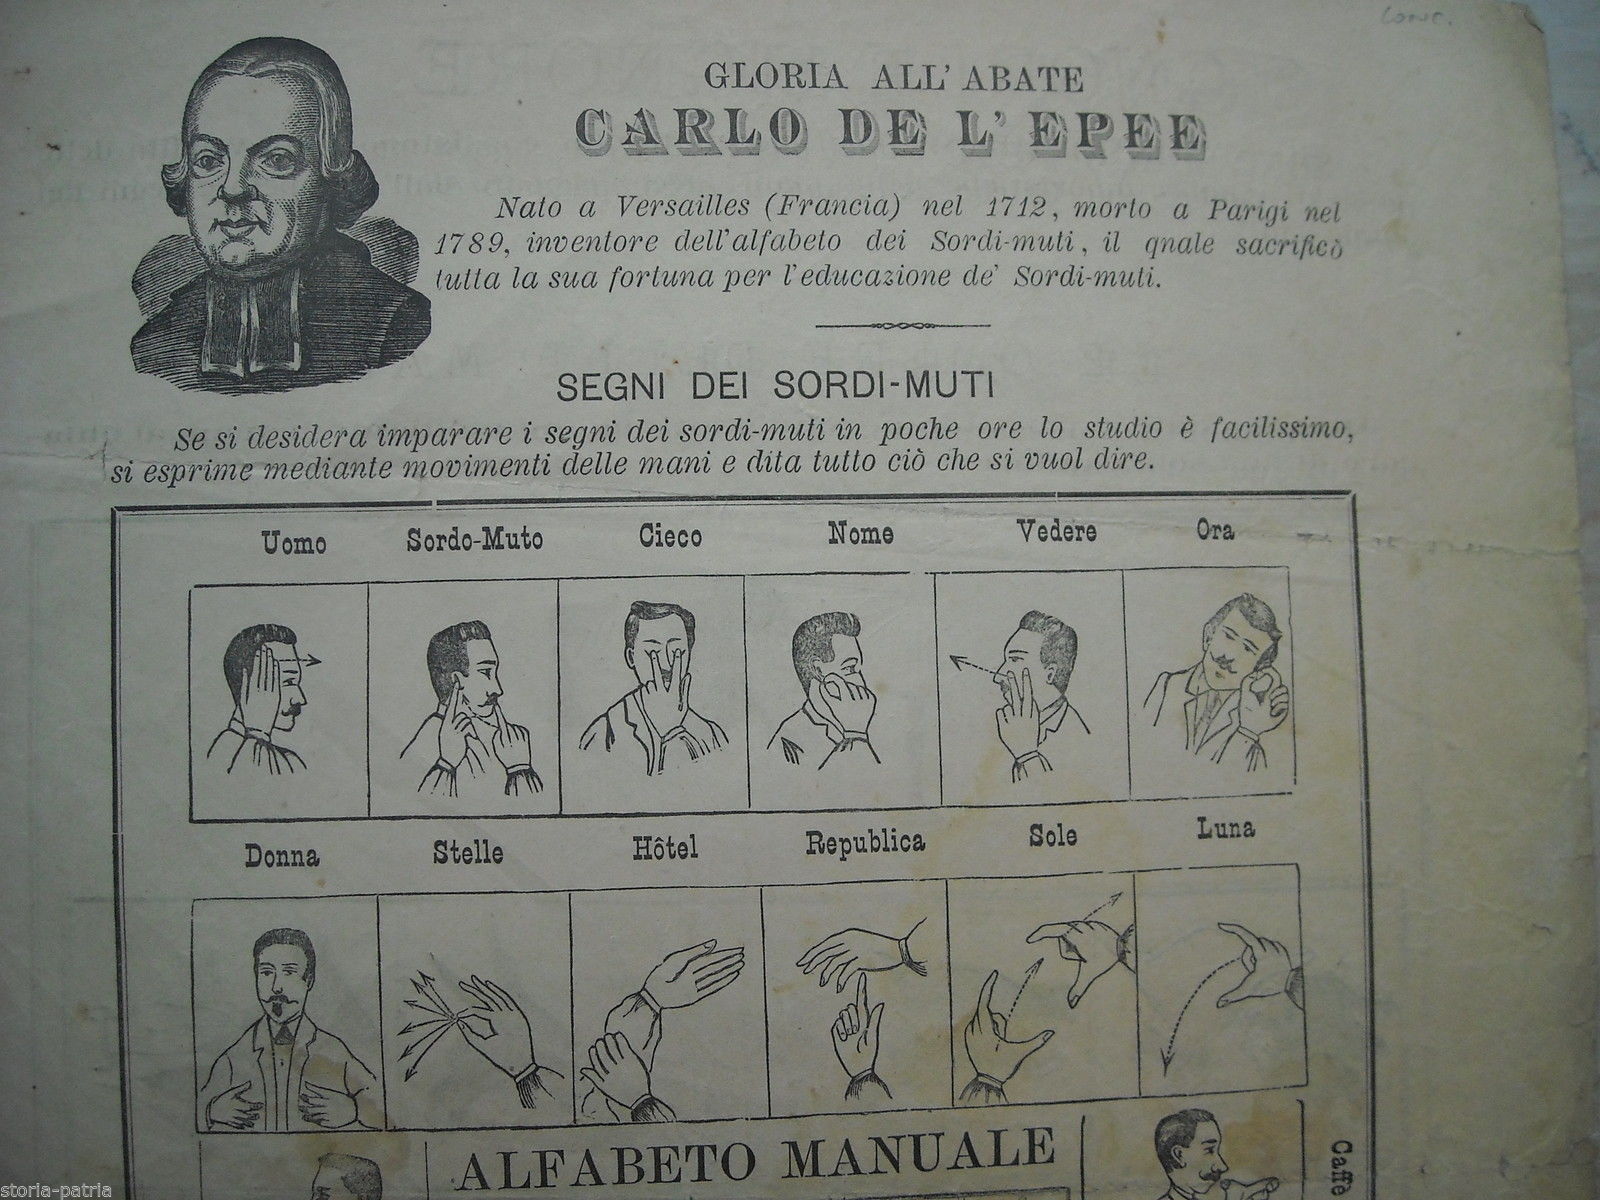 Conc.
GLORIA ALL' ABATE
CARLO DE L' EPEE
Nato a Versailles (Francia) nel 1712, morto a Parigi nel
1789, inventore dell'alfabeto dei Sordi-muti, il qnale sacrificò
tutta la sua fortuna per l'educazione de' Sordi-muti.
SEGNI DEI SORDI-MUTI
Se si desidera imparare i segni dei sordi-muti in poche ore lo studio è facilissimo,
si esprime mediante movimenti delle mani e dita tutto ciò che si vuol dire.
Uomo Sordo-Muto Cieco Nome Vedere Ora
Donna Stelle Hôtel Republica Sole Luna
ALFABETO MANUALE
Caffè
storia-patria